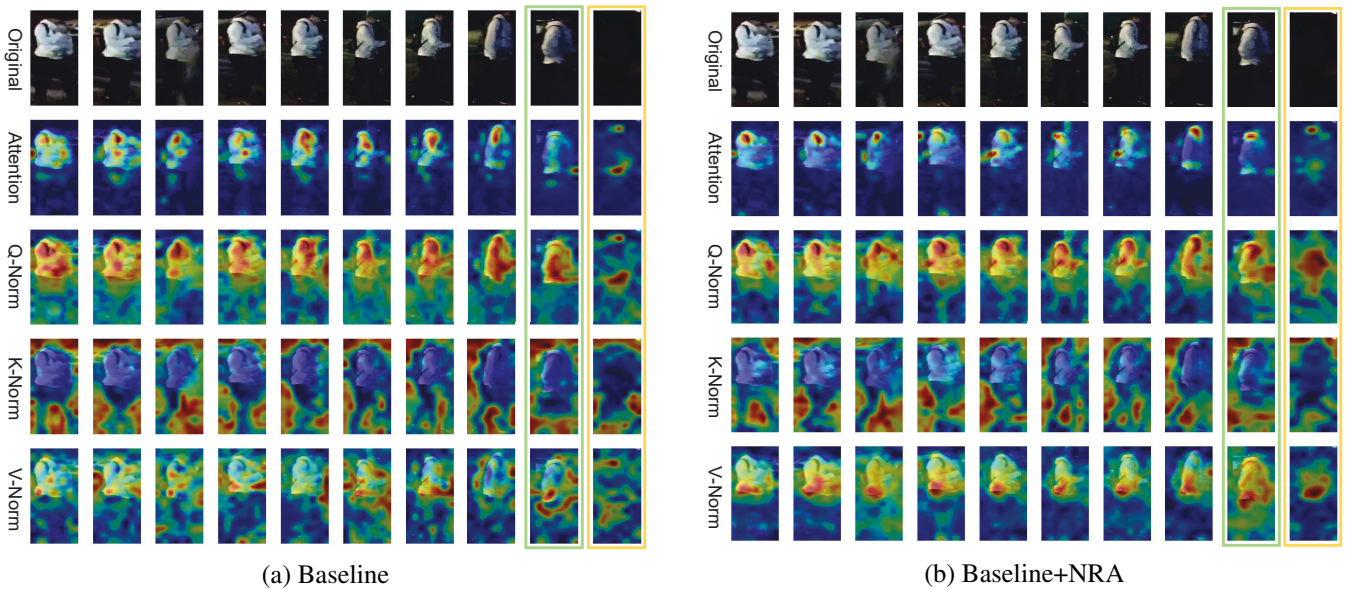 Original
Attention
Q-Norm
K-Norm
V-Norm
(a) Baseline
Original
Attention
Q-Norm
K-Norm
V-Norm
(b) Baseline+NRA